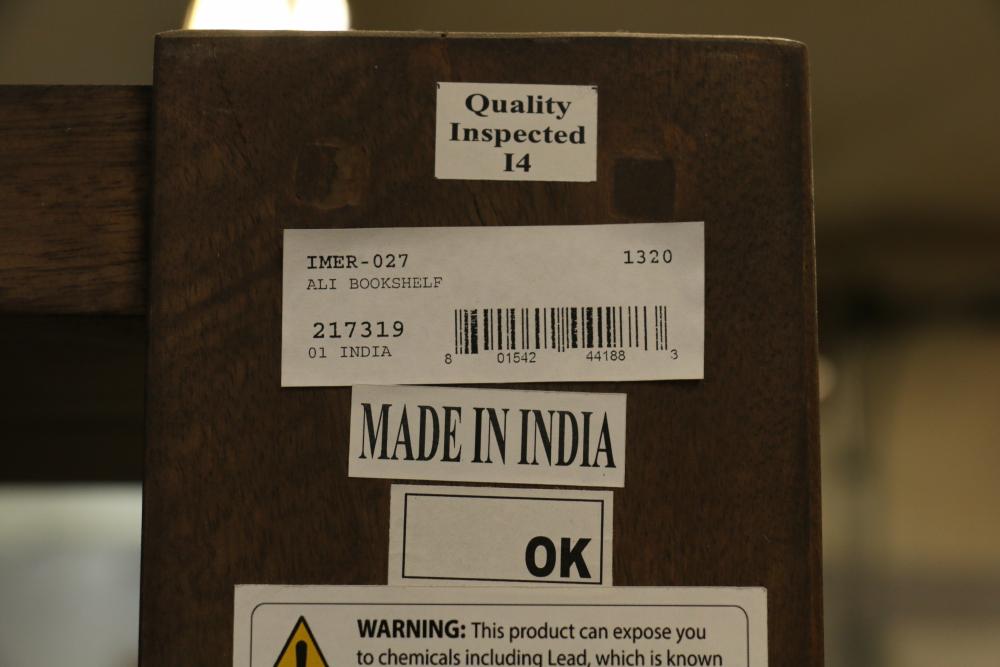 Quality
Inspected
I4
IMER-027 1320
ALI BOOKSHELF
217319
01 INDIA
8 01542 44188 3
MADE IN INDIA
OK
WARNING: This product can expose you
to chemicals including Lead, which is known